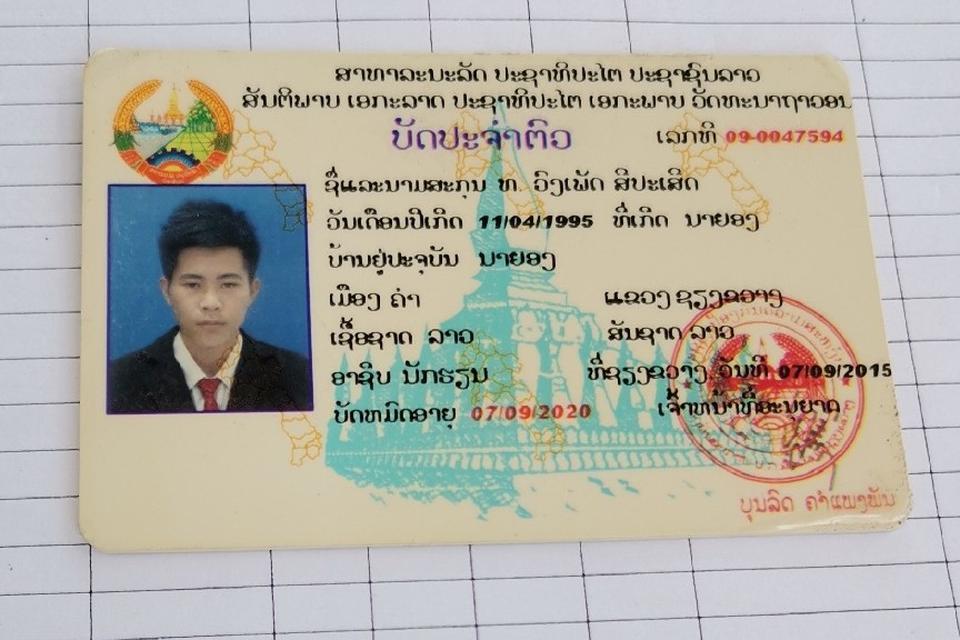 ສາທາລະນະລັດ ປະຊາທິປະໄຕ ປະຊາຊົນລາວ
ສັນຕິພາບ ເອກະລາດ ປະຊາທິປະໄຕ ເອກະພາບ ວັດທະນາຖາວອນ
ບັດປະຈຳຕົວ ເລກທີ 09-0047594
ຊື່ແລະນາມສະກຸນ ທ. ວົງເພັດ ສີປະເສີດ
ວັນເດືອນປີເກີດ 11/04/1995 ທີ່ເກີດ ນາຍອງ
ບ້ານຢູ່ປະຈຸບັນ ນາຍອງ
ເມືອງ ຄຳ ແຂວງ ຊຽງຂວາງ
ເຊື້ອຊາດ ລາວ ສັນຊາດ ລາວ
ອາຊີບ ນັກຮຽນ ທີ່ຊຽງຂວາງ, ວັນທີ 07/09/2015
ບັດຫມົດອາຍຸ 07/09/2020 ເຈົ້າຫນ້າທີ່ອະນຸຍາດ
ບຸນລິດ ຄຳແພງພັນ